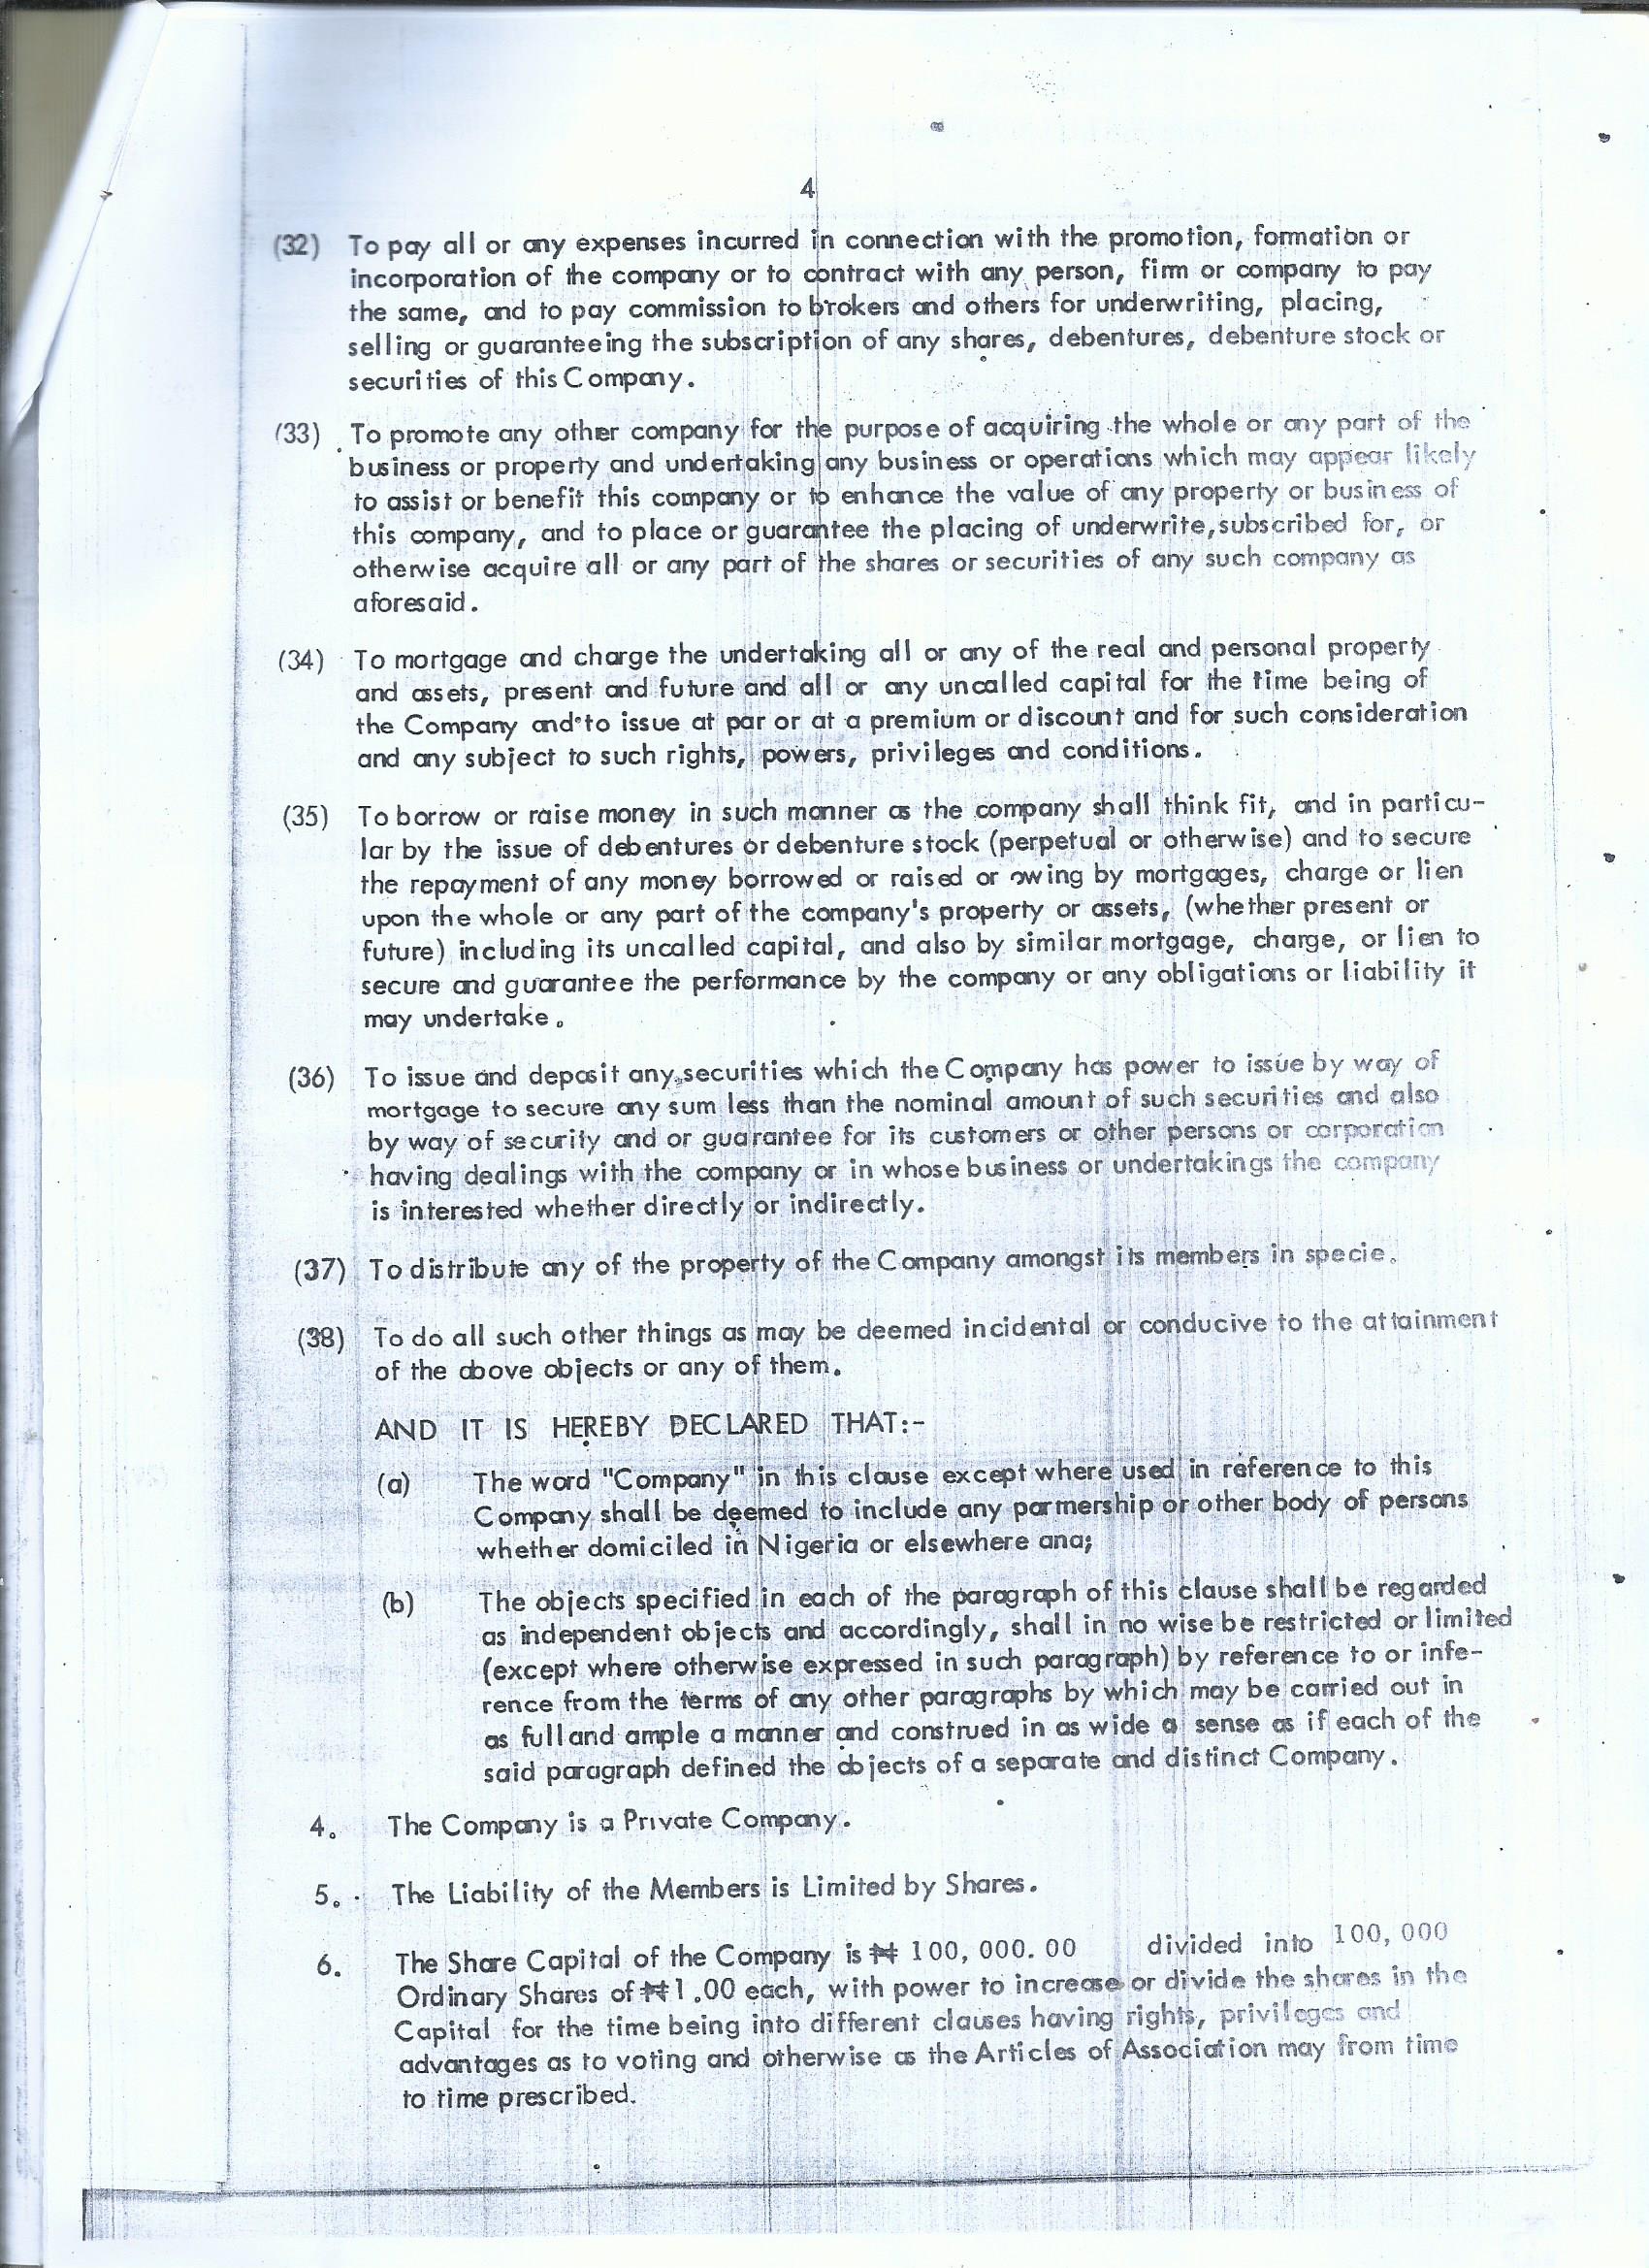 4
(32) To pay all or any expenses incurred in connection with the promotion, formation or
incorporation of the company or to contract with any person, firm or company to pay
the same, and to pay commission to brokers and others for underwriting, placing,
selling or guaranteeing the subscription of any shares, debentures, debenture stock or
securities of this Company.
(33) To promote any other company for the purpose of acquiring the whole or any part of the
business or property and undertaking any business or operations which may appear likely
to assist or benefit this company or to enhance the value of any property or business of
this company, and to place or guarantee the placing of underwrite, subscribed for, or
otherwise acquire all or any part of the shares or securities of any such company as
aforesaid.
(34) To mortgage and charge the undertaking all or any of the real and personal property
and assets, present and future and all or any uncalled capital for the time being of
the Company and to issue at par or at a premium or discount and for such consideration
and any subject to such rights, powers, privileges and conditions.
(35) To borrow or raise money in such manner as the company shall think fit, and in particu-
lar by the issue of debentures or debenture stock (perpetual or otherwise) and to secure
the repayment of any money borrowed or raised or owing by mortgages, charge or lien
upon the whole or any part of the company's property or assets, (whether present or
future) including its uncalled capital, and also by similar mortgage, charge, or lien to
secure and guarantee the performance by the company or any obligations or liability it
may undertake.
(36) To issue and deposit any securities which the Company has power to issue by way of
mortgage to secure any sum less than the nominal amount of such securities and also
by way of security and or guarantee for its customers or other persons or corporation
having dealings with the company or in whose business or undertakings the company
is interested whether directly or indirectly.
(37) To distribute any of the property of the Company amongst its members in specie.
(38) To do all such other things as may be deemed incidental or conducive to the attainment
of the above objects or any of them.
AND IT IS HEREBY DECLARED THAT:-
(a) The word "Company" in this clause except where used in reference to this
Company shall be deemed to include any partnership or other body of persons
whether domiciled in Nigeria or elsewhere and;
(b) The objects specified in each of the paragraph of this clause shall be regarded
as independent objects and accordingly, shall in no wise be restricted or limited
(except where otherwise expressed in such paragraph) by reference to or infe-
rence from the terms of any other paragraphs by which may be carried out in
as full and ample a manner and construed in as wide a sense as if each of the
said paragraph defined the objects of a separate and distinct Company.
4. The Company is a Private Company.
5. The Liability of the Members is Limited by Shares.
6. The Share Capital of the Company is ₦ 100,000.00 divided into 100,000
Ordinary Shares of ₦1.00 each, with power to increase or divide the shares in the
Capital for the time being into different clauses having rights, privileges and
advantages as to voting and otherwise as the Articles of Association may from time
to time prescribed.